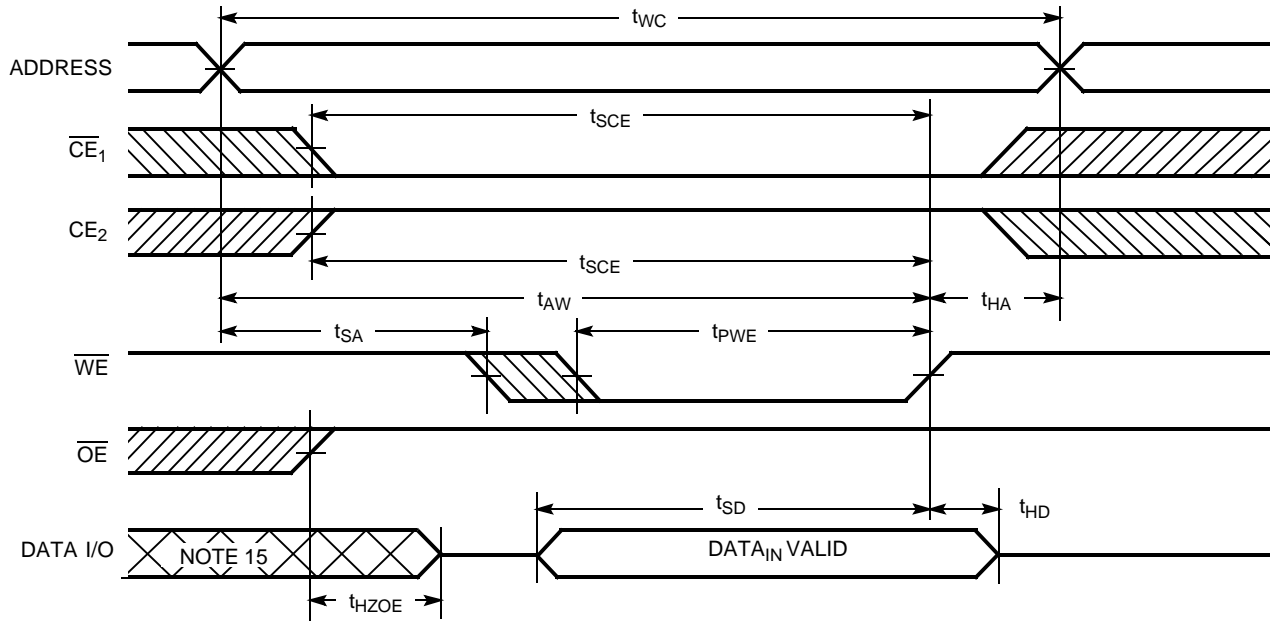 tWC
ADDRESS
tSCE
CE1
CE2
tSCE
tAW
tHA
tSA
tPWE
WE
OE
tSD
tHD
DATA I/O
NOTE 15
DATAIN VALID
tHZOE